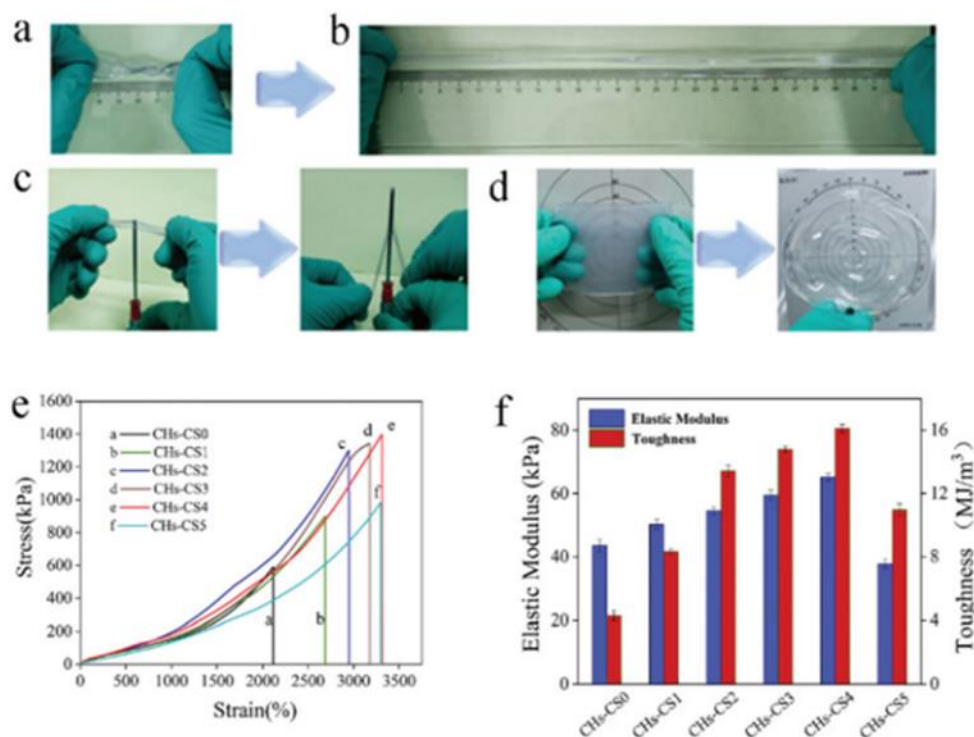 a
b
c
d
e
1600
1400
1200
1000
800
600
400
200
0
Stress(kPa)
a CHs-CS0
b CHs-CS1
c CHs-CS2
d CHs-CS3
e CHs-CS4
f CHs-CS5
a
b
c
d
e
f
0 500 1000 1500 2000 2500 3000 3500
Strain(%)
f
Elastic Modulus
Toughness
80
60
40
20
0
Elastic Modulus (kPa)
16
12
8
4
0
Toughness (MJ/m³)
CHs-CS0
CHs-CS1
CHs-CS2
CHs-CS3
CHs-CS4
CHs-CS5